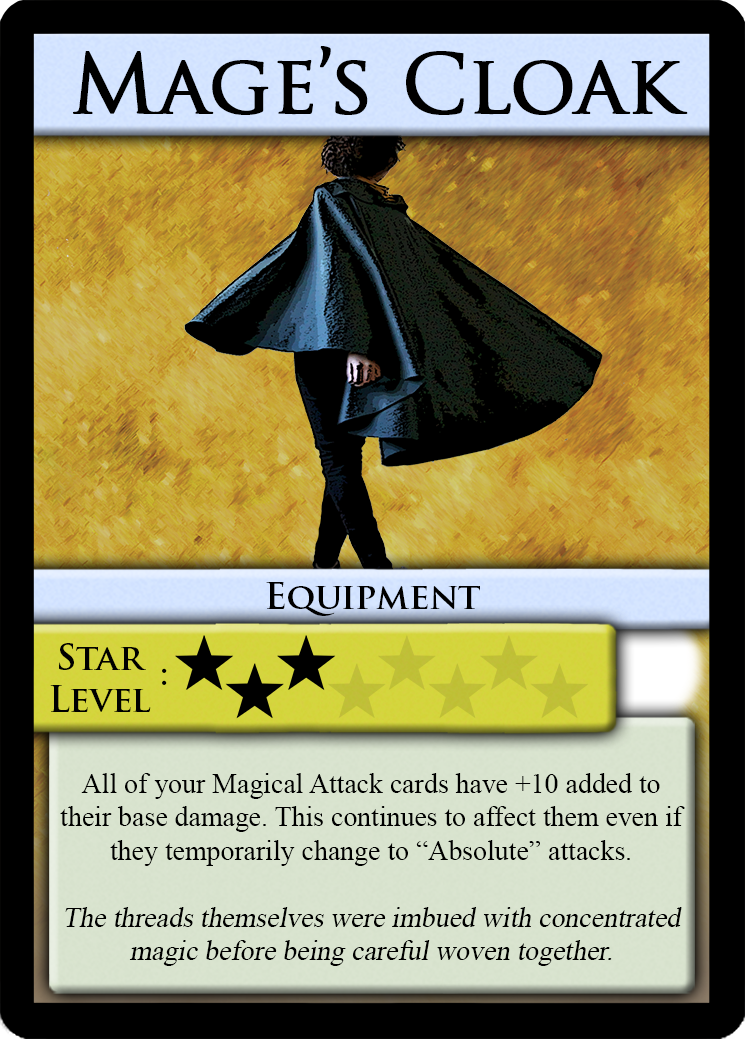 Mage's Cloak
Equipment
Star
Level :
All of your Magical Attack cards have +10 added to
their base damage. This continues to affect them even if
they temporarily change to “Absolute” attacks.
The threads themselves were imbued with concentrated
magic before being careful woven together.